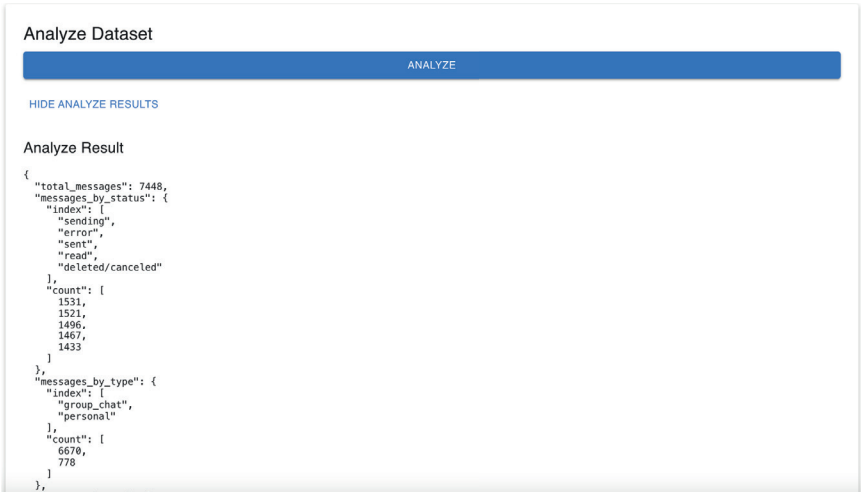 Analyze Dataset
ANALYZE
HIDE ANALYZE RESULTS
Analyze Result
{
  "total_messages": 7448,
  "messages_by_status": {
    "index": [
      "sending",
      "error",
      "sent",
      "read",
      "deleted/canceled"
    ],
    "count": [
      1531,
      1521,
      1496,
      1467,
      1433
    ]
  },
  "messages_by_type": {
    "index": [
      "group_chat",
      "personal"
    ],
    "count": [
      6670,
      778
    ]
  },